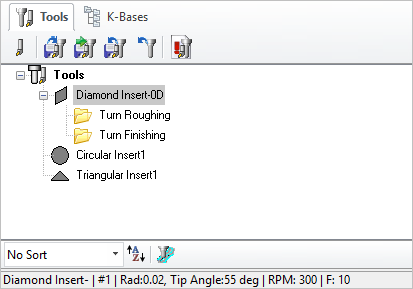 Tools K-Bases
Tools
Diamond Insert-0D
Turn Roughing
Turn Finishing
Circular Insert1
Triangular Insert1
No Sort
A
Z
Diamond Insert- | #1 | Rad:0.02, Tip Angle:55 deg | RPM: 300 | F: 10